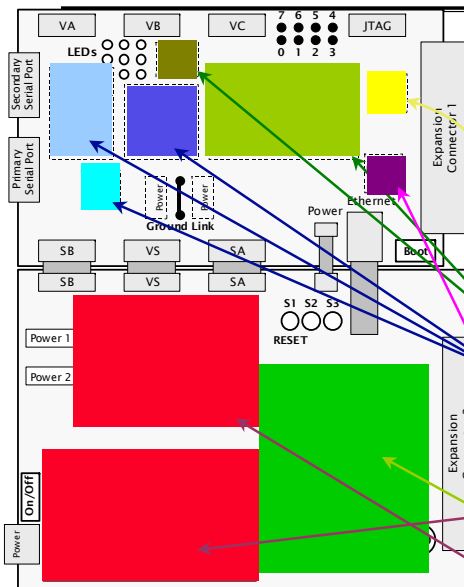 VA
VB
VC
7 6 5 4
0 1 2 3
JTAG
LEDs
Secondary
Serial Port
Primary
Serial Port
Expansion
Connector 1
Power
Power
Ground Link
Ethernet
Power
Boot
SB
VS
SA
SB
VS
SA
S1 S2 S3
RESET
Power 1
Power 2
On/Off
Power
Expansion